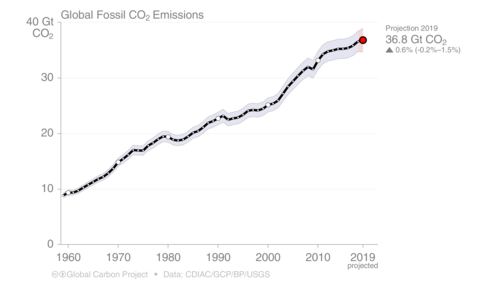 Global Fossil CO₂ Emissions
40 Gt
CO₂
30
20
10
0
1960
1970
1980
1990
2000
2010
2019
projected
Projection 2019
36.8 Gt CO₂
▲ 0.6% (-0.2%–1.5%)
Global Carbon Project • Data: CDIAC/GCP/BP/USGS